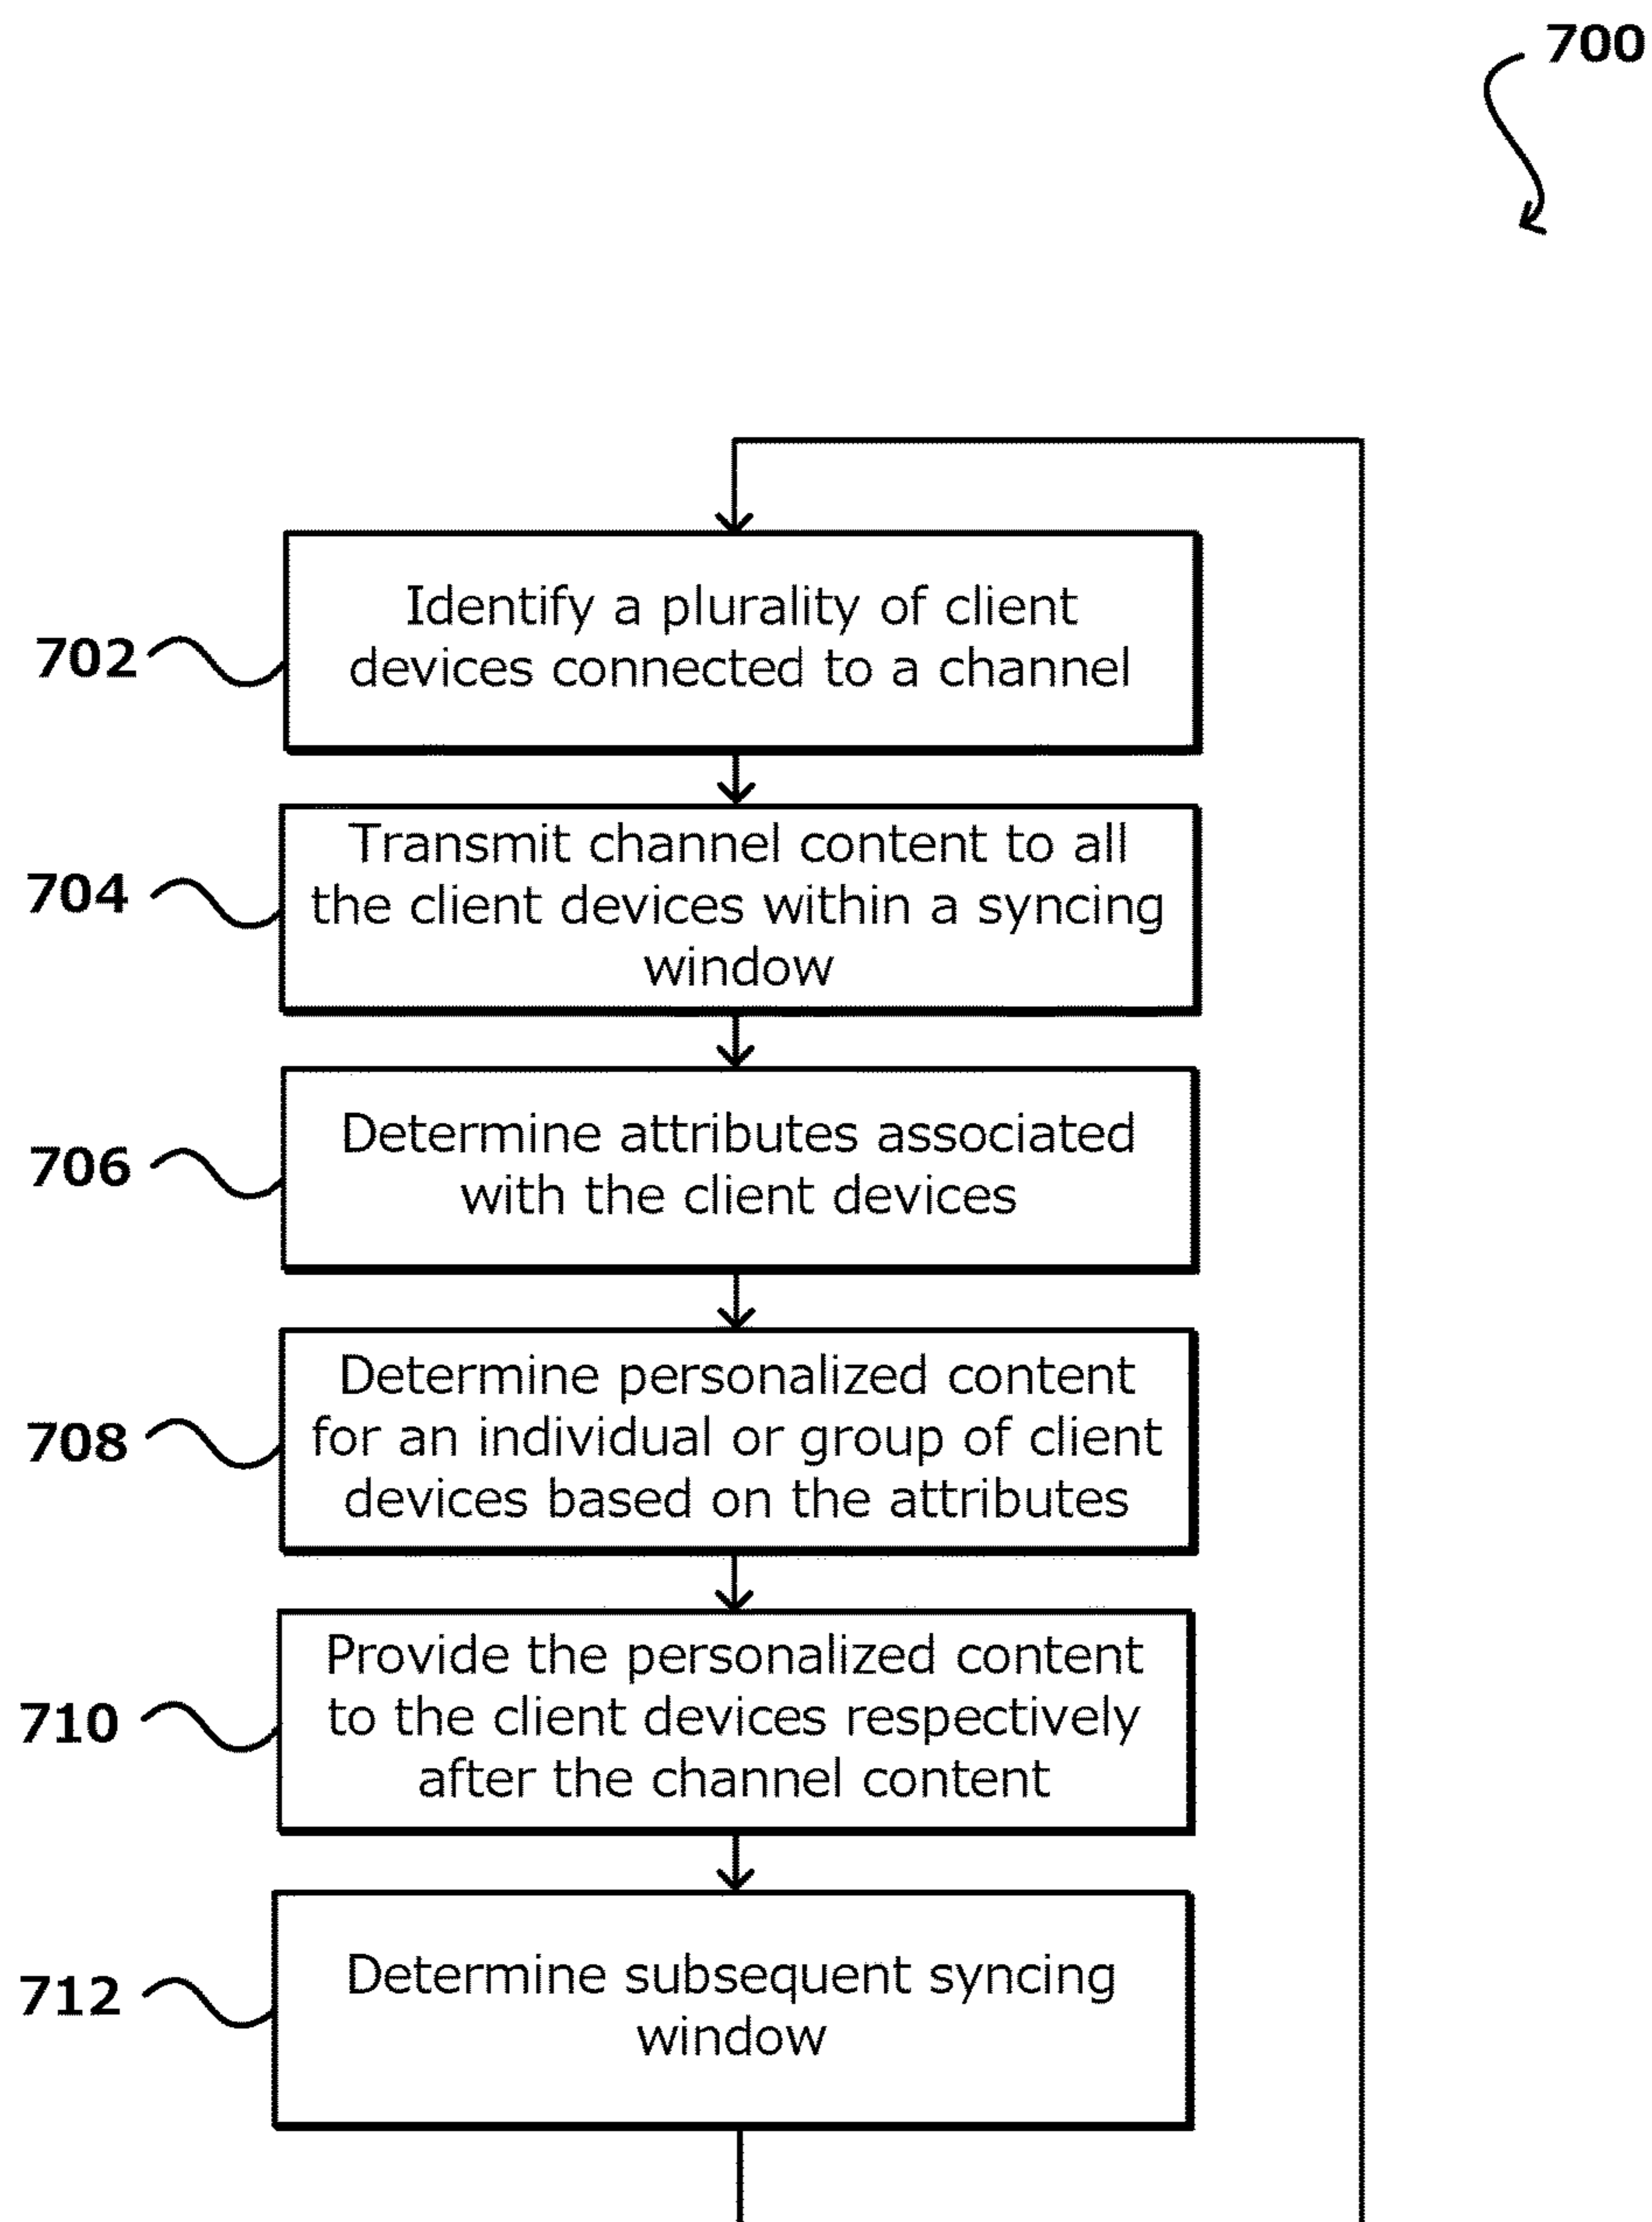 700
702
Identify a plurality of client
devices connected to a channel
704
Transmit channel content to all
the client devices within a syncing
window
706
Determine attributes associated
with the client devices
708
Determine personalized content
for an individual or group of client
devices based on the attributes
710
Provide the personalized content
to the client devices respectively
after the channel content
712
Determine subsequent syncing
window